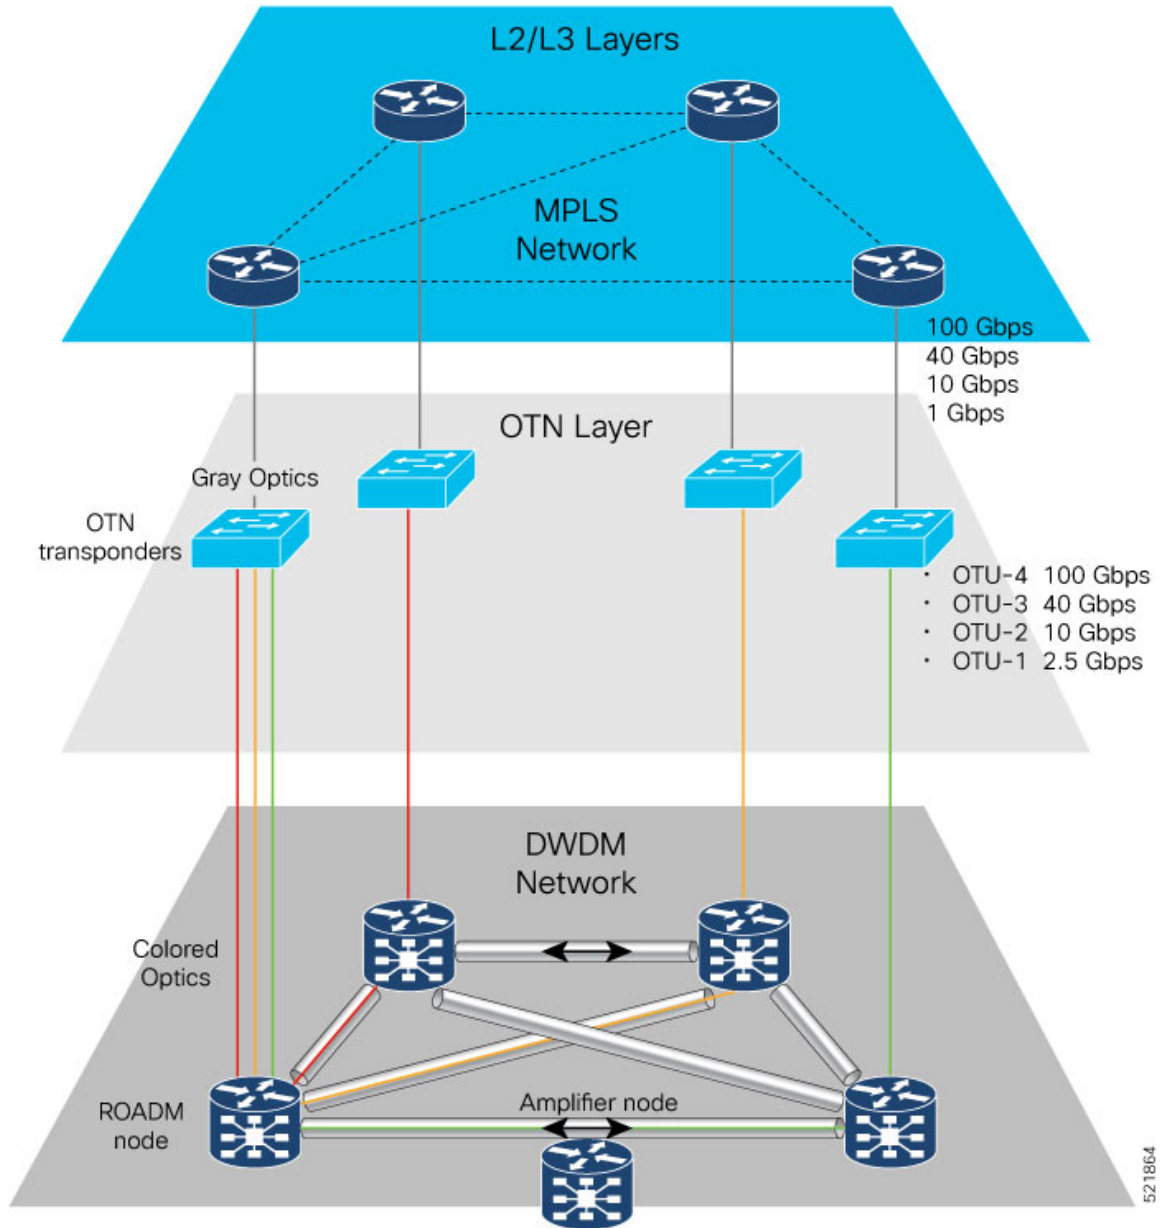 L2/L3 Layers
MPLS
Network
100 Gbps
40 Gbps
10 Gbps
1 Gbps
OTN Layer
Gray Optics
OTN
transponders
· OTU-4 100 Gbps
· OTU-3 40 Gbps
· OTU-2 10 Gbps
· OTU-1 2.5 Gbps
DWDM
Network
Colored
Optics
ROADM
node
Amplifier node
521864